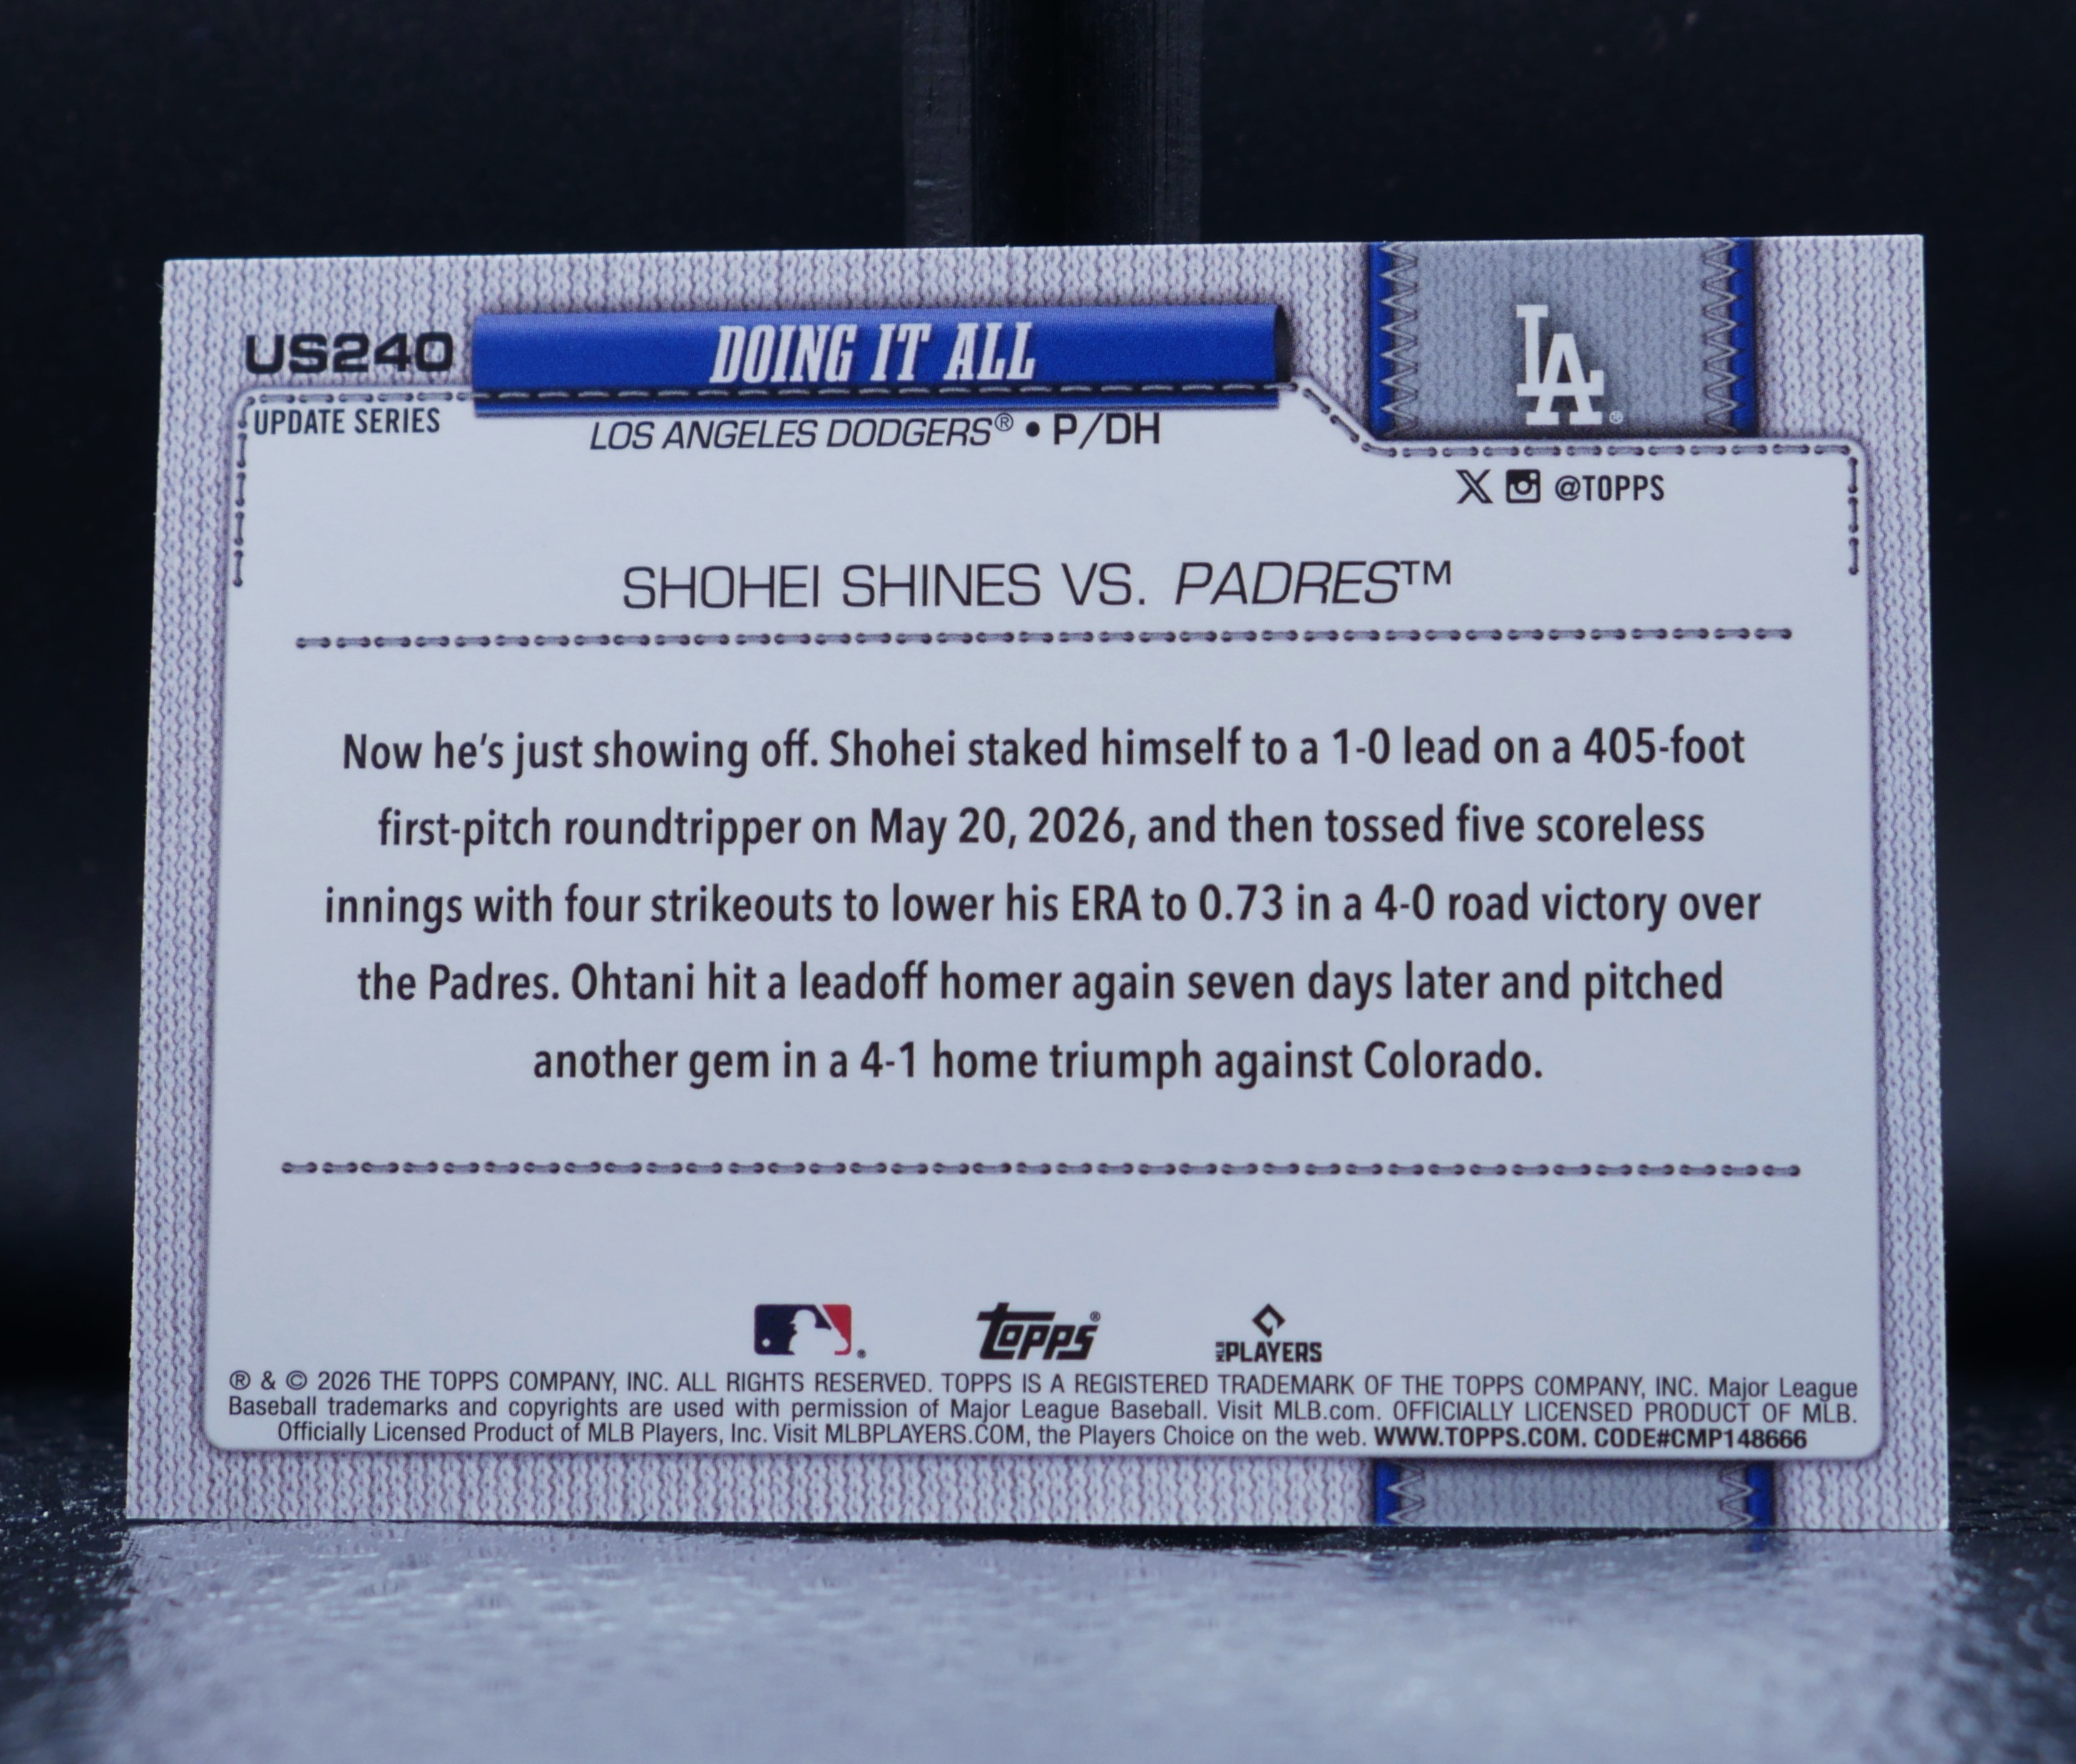 US240
DOING IT ALL
LA®
UPDATE SERIES
LOS ANGELES DODGERS® • P/DH
X @TOPPS
SHOHEI SHINES VS. PADRES™
Now he's just showing off. Shohei staked himself to a 1-0 lead on a 405-foot
first-pitch roundtripper on May 20, 2026, and then tossed five scoreless
innings with four strikeouts to lower his ERA to 0.73 in a 4-0 road victory over
the Padres. Ohtani hit a leadoff homer again seven days later and pitched
another gem in a 4-1 home triumph against Colorado.
topps®
MLB PLAYERS
® & © 2026 THE TOPPS COMPANY, INC. ALL RIGHTS RESERVED. TOPPS IS A REGISTERED TRADEMARK OF THE TOPPS COMPANY, INC. Major League
Baseball trademarks and copyrights are used with permission of Major League Baseball. Visit MLB.com. OFFICIALLY LICENSED PRODUCT OF MLB.
Officially Licensed Product of MLB Players, Inc. Visit MLBPLAYERS.COM, the Players Choice on the web. WWW.TOPPS.COM. CODE#CMP148666